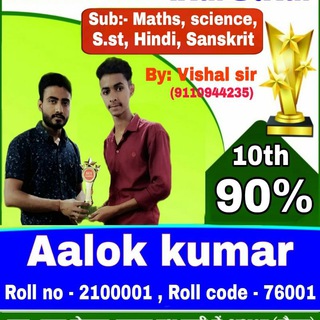 Sub:- Maths, science,
S.st, Hindi, Sanskrit
By: Vishal sir
(9110944235)
10th
90%
Aalok kumar
Roll no - 2100001 , Roll code - 76001